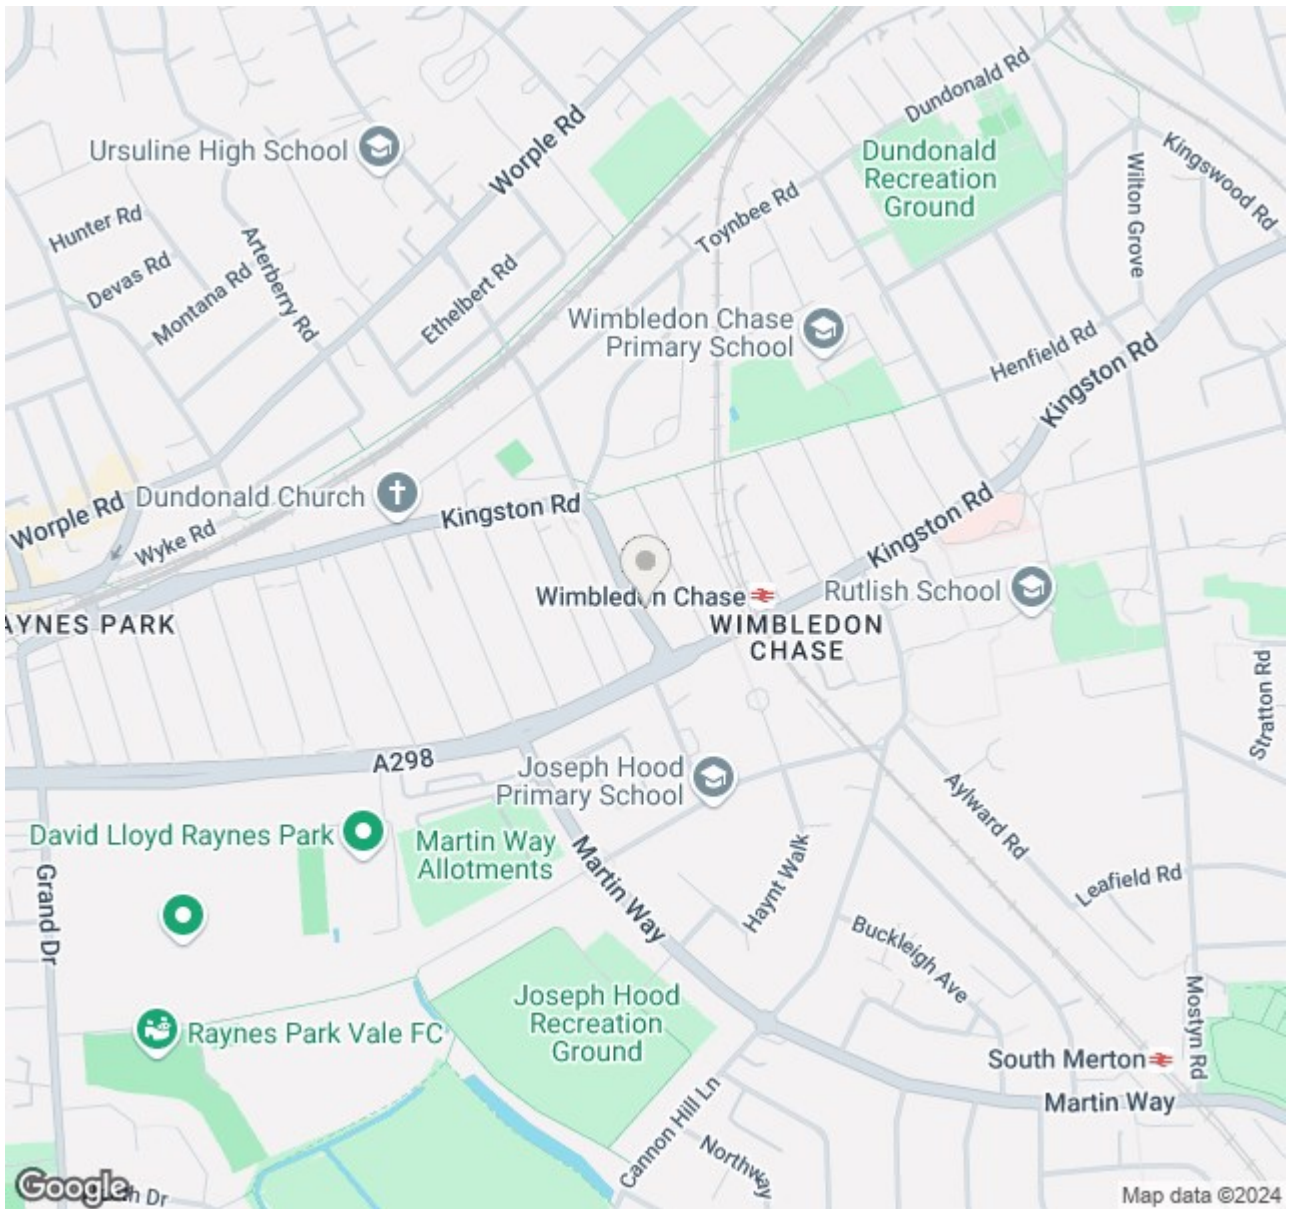 Dundonald Rd
Ursuline High School
Worple Rd
Dundonald
Recreation
Ground
Kingswood Rd
Wilton Grove
Hunter Rd
Toynbee Rd
Arterberry Rd
Devas Rd
Montana Rd
Ethelbert Rd
Wimbledon Chase
Primary School
Henfield Rd
Kingston Rd
Worple Rd
Dundonald Church
Kingston Rd
Kingston Rd
Wyke Rd
Wimbledon Chase
Rutlish School
AYNES PARK
WIMBLEDON
CHASE
Stratton Rd
A298
Joseph Hood
Primary School
Aylward Rd
David Lloyd Raynes Park
Martin Way
Allotments
Martin Way
Haynt Walk
Leafield Rd
Grand Dr
Buckleigh Ave
Joseph Hood
Recreation
Ground
Mostyn Rd
Raynes Park Vale FC
South Merton
Martin Way
Cannon Hill Ln
Northway
Google
Dr
Map data ©2024